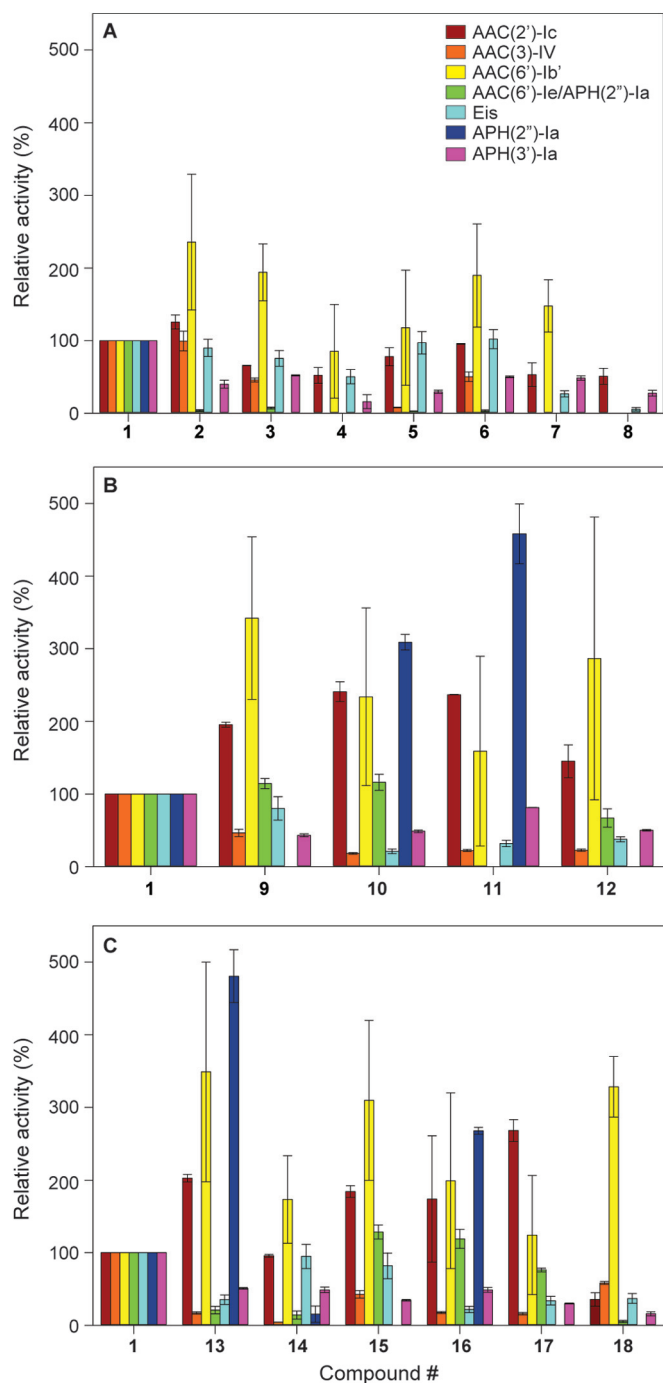 A
AAC(2')-Ic
AAC(3)-IV
AAC(6')-Ib'
AAC(6')-Ie/APH(2")-Ia
Eis
APH(2")-Ia
APH(3')-Ia
Relative activity (%)
500
400
300
200
100
0
1 2 3 4 5 6 7 8
B
Relative activity (%)
500
400
300
200
100
0
1 9 10 11 12
C
Relative activity (%)
500
400
300
200
100
0
1 13 14 15 16 17 18
Compound #